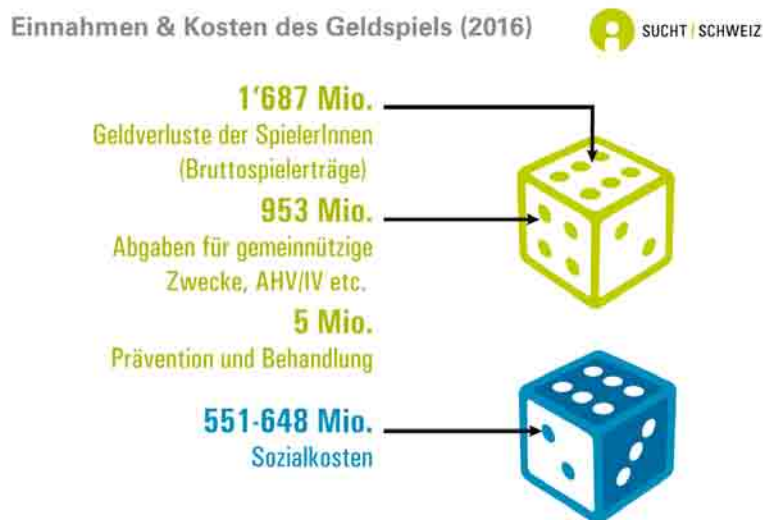 Einnahmen & Kosten des Geldspiels (2016)
SUCHT | SCHWEIZ
1'687 Mio.
Geldverluste der SpielerInnen
(Bruttospielerträge)
953 Mio.
Abgaben für gemeinnützige
Zwecke, AHV/IV etc.
5 Mio.
Prävention und Behandlung
551-648 Mio.
Sozialkosten